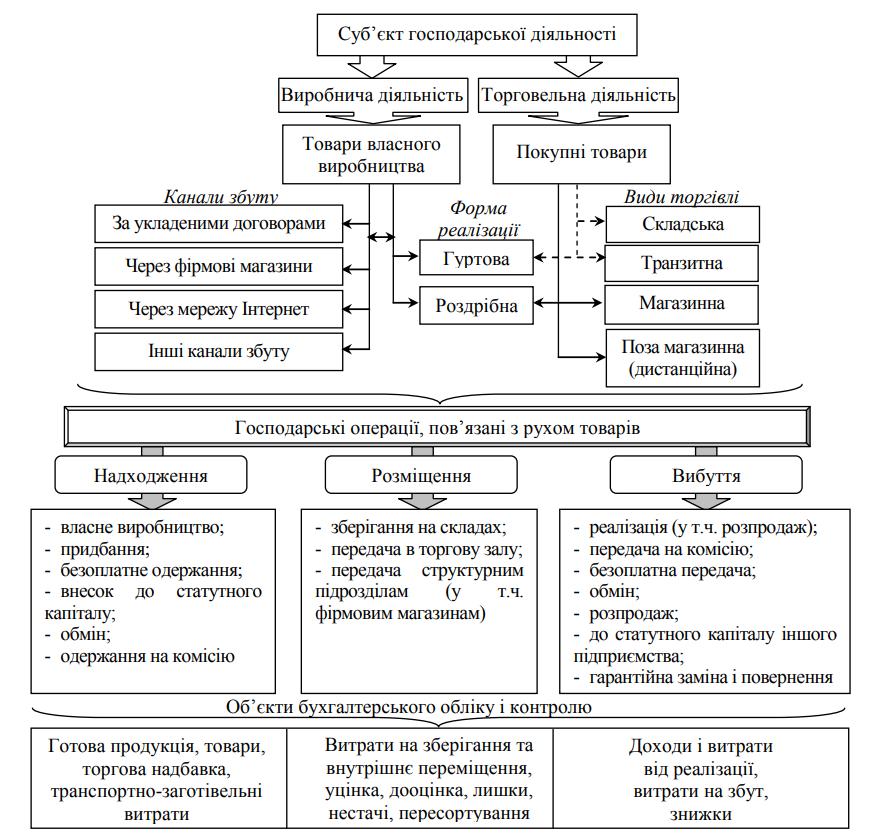 Суб’єкт господарської діяльності
Виробнича діяльність
Торговельна діяльність
Товари власного
виробництва
Покупні товари
Канали збуту
Форма
реалізації
Види торгівлі
За укладеними договорами
Через фірмові магазини
Через мережу Інтернет
Інші канали збуту
Гуртова
Роздрібна
Складська
Транзитна
Магазинна
Поза магазинна
(дистанційна)
Господарські операції, пов’язані з рухом товарів
Надходження
Розміщення
Вибуття
- власне виробництво;
- придбання;
- безоплатне одержання;
- внесок до статутного
капіталу;
- обмін;
- одержання на комісію
- зберігання на складах;
- передача в торгову залу;
- передача структурним
підрозділам (у т.ч.
фірмовим магазинам)
- реалізація (у т.ч. розпродаж);
- передача на комісію;
- безоплатна передача;
- обмін;
- розпродаж;
- до статутного капіталу іншого
підприємства;
- гарантійна заміна і повернення
Об’єкти бухгалтерського обліку і контролю
Готова продукція, товари,
торгова надбавка,
транспортно-заготівельні
витрати
Витрати на зберігання та
внутрішнє переміщення,
уцінка, дооцінка, лишки,
нестачі, пересортування
Доходи і витрати
від реалізації,
витрати на збут,
знижки